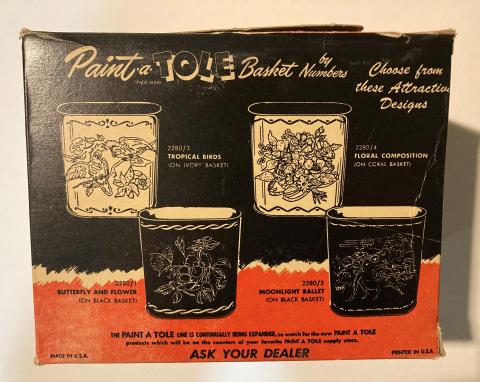 Paint-a-TOLE Basket by Numbers
TRADE MARK
Choose from
these Attractive
Designs
2280/3
TROPICAL BIRDS
(ON IVORY BASKET)
2280/4
FLORAL COMPOSITION
(ON CORAL BASKET)
2280/1
BUTTERFLY AND FLOWER
(ON BLACK BASKET)
2280/2
MOONLIGHT BALLET
(ON BLACK BASKET)
THE PAINT A TOLE LINE IS CONTINUALLY BEING EXPANDED, so watch for the new PAINT A TOLE
products which will be on the counters of your favorite PAINT A TOLE supply store.
MADE IN U.S.A.
ASK YOUR DEALER
PRINTED IN U.S.A.